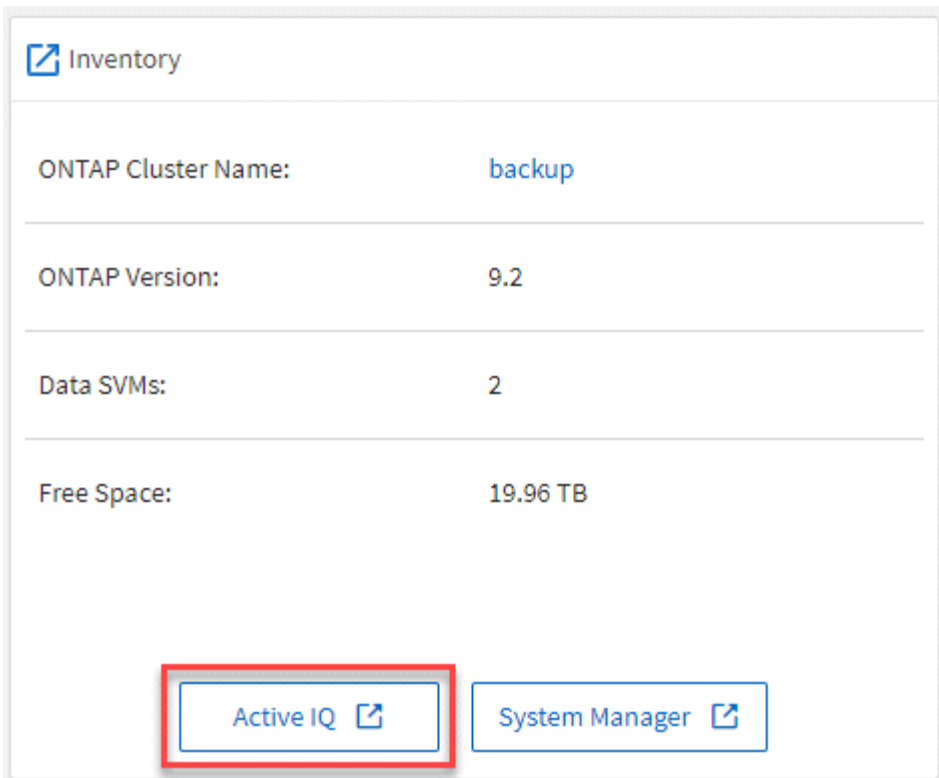 Inventory
ONTAP Cluster Name: backup
ONTAP Version: 9.2
Data SVMs: 2
Free Space: 19.96 TB
Active IQ System Manager